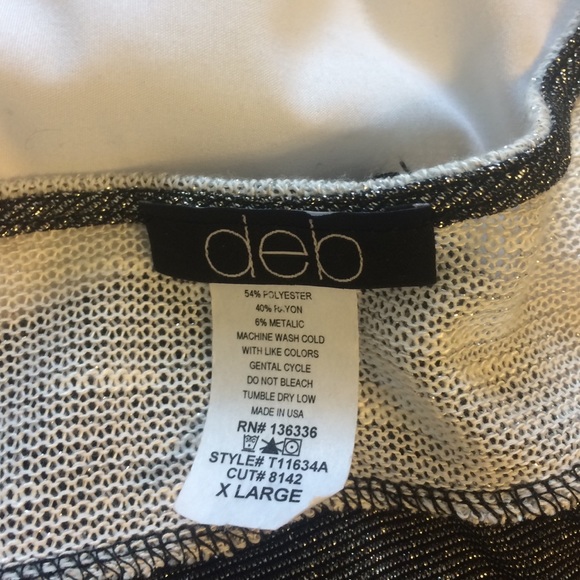 deb
54% POLYESTER
40% RAYON
6% METALIC
MACHINE WASH COLD
WITH LIKE COLORS
GENTAL CYCLE
DO NOT BLEACH
TUMBLE DRY LOW
MADE IN USA
RN# 136336
STYLE# T11634A
CUT# 8142
X LARGE